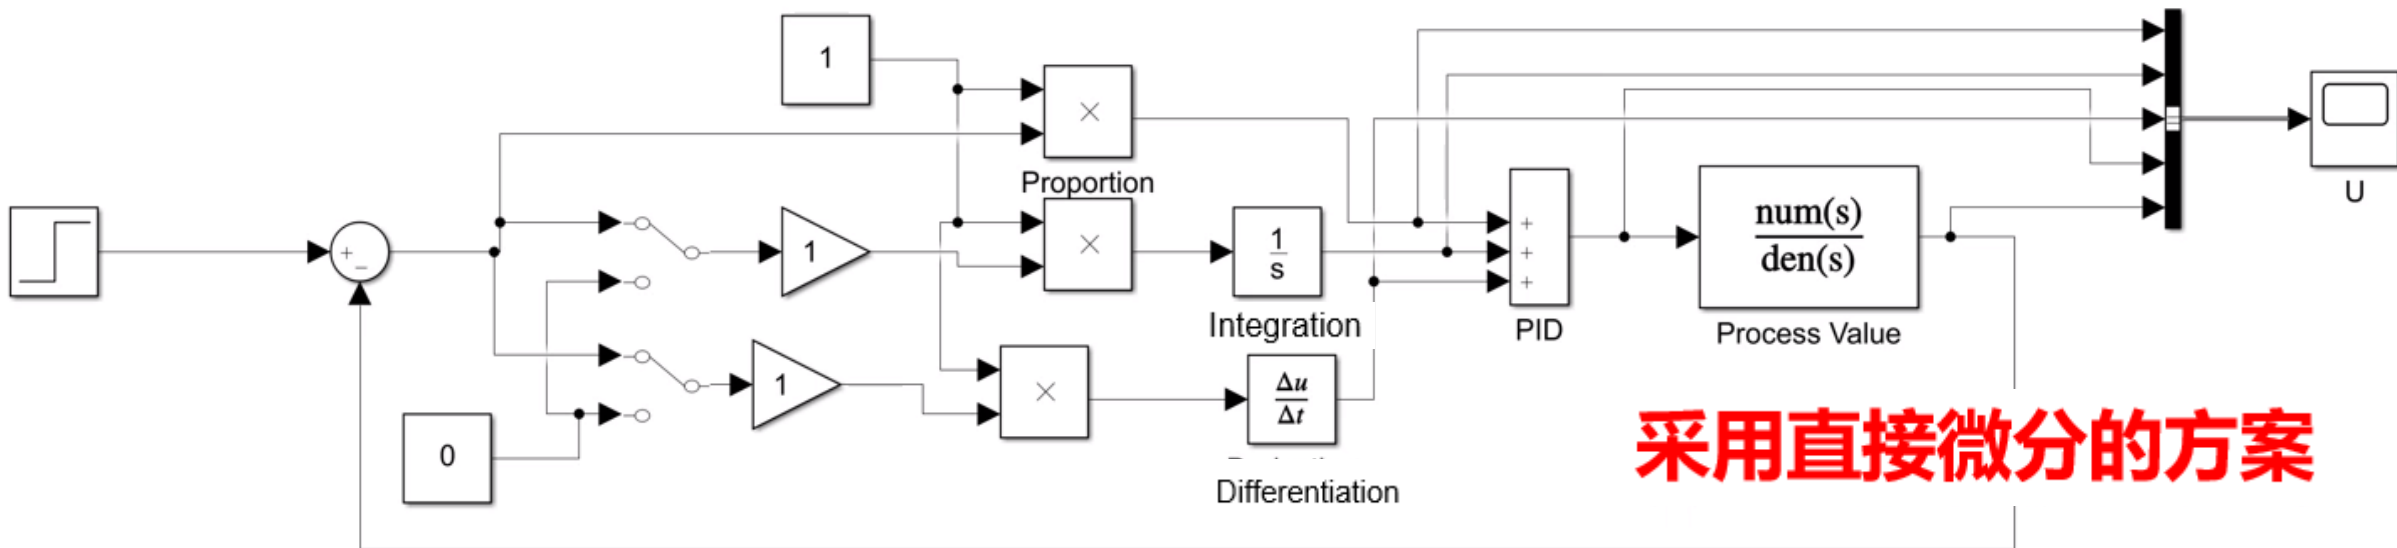 1
×
Proportion
U
+
−
1
×
1
s
Integration
+
+
+
PID
num(s)
den(s)
Process Value
1
×
Δu
Δt
Differentiation
0
采用直接微分的方案